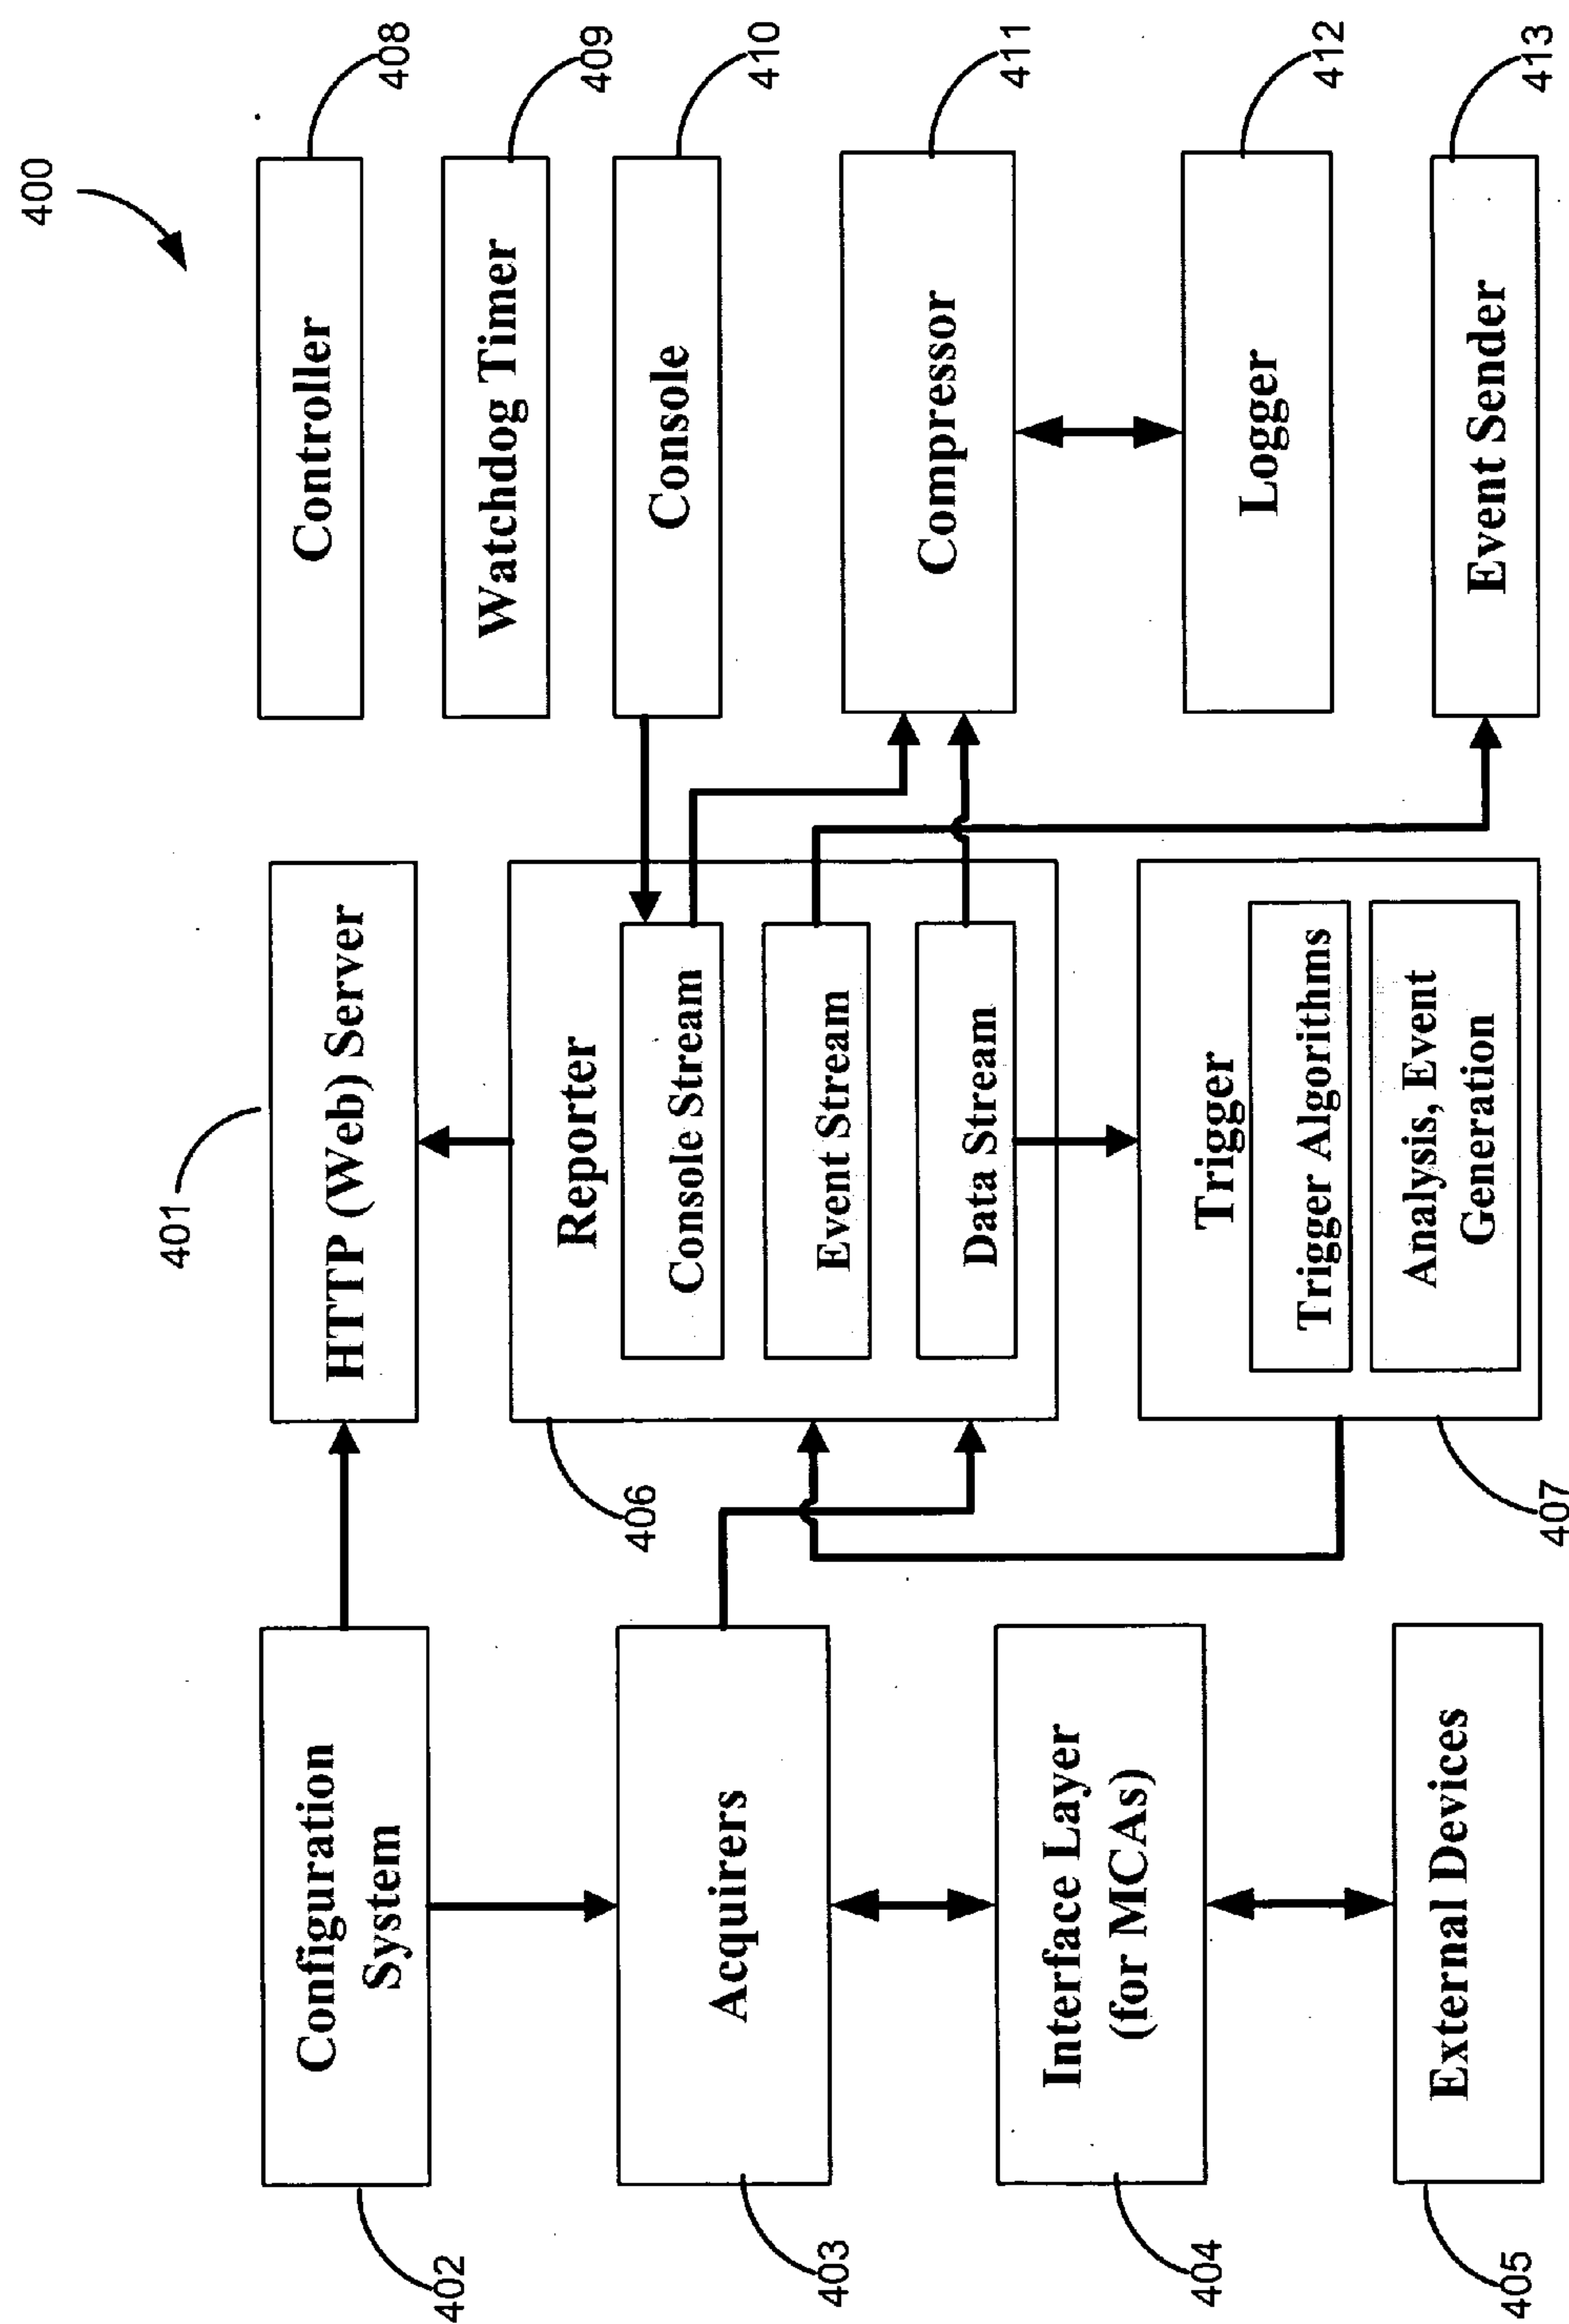 400
401
HTTP (Web) Server
402
Configuration
System
403
Acquirers
404
Interface Layer
(for MCAs)
405
External Devices
406
Reporter
Console Stream
Event Stream
Data Stream
407
Trigger
Trigger Algorithms
Analysis, Event
Generation
408
Controller
409
Watchdog Timer
410
Console
411
Compressor
412
Logger
413
Event Sender